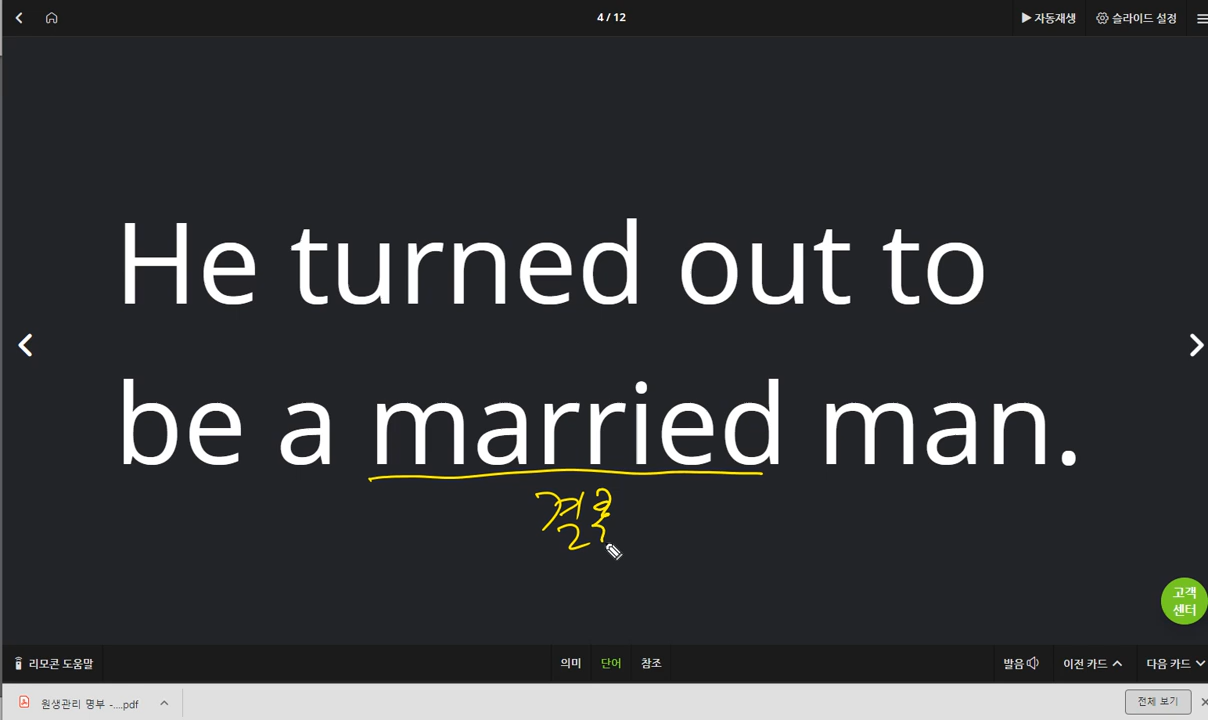 4 / 12
▶ 자동재생
슬라이드 설정
He turned out to
be a married man.
결혼
고객
센터
리모콘 도움말
의미
단어
참조
발음
이전 카드
다음 카드
원생관리 명부 -....pdf
전체 보기